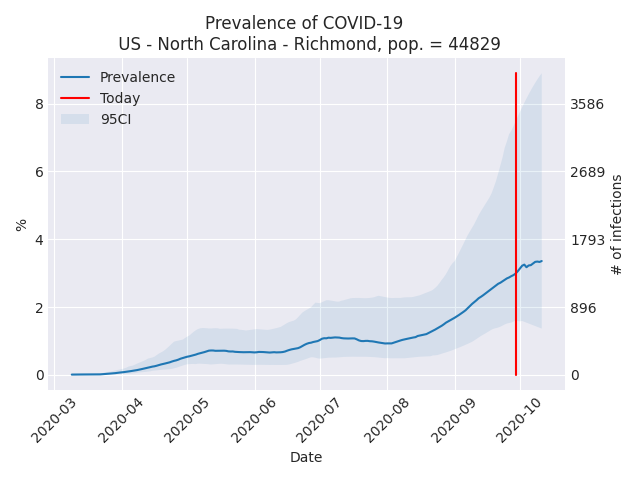 Prevalence of COVID-19
US - North Carolina - Richmond, pop. = 44829
Prevalence
Today
95CI
%
8
6
4
2
0
3586
2689
1793
896
0
# of infections
2020-03
2020-04
2020-05
2020-06
2020-07
2020-08
2020-09
2020-10
Date